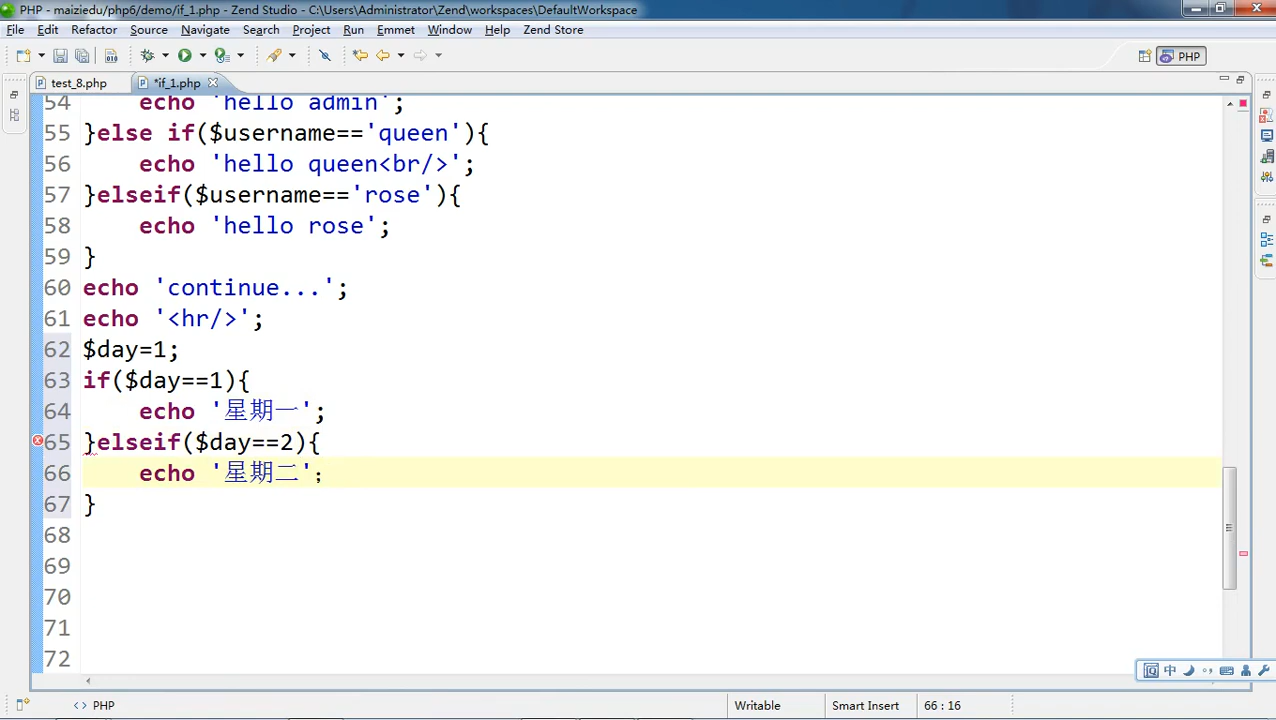 PHP - maiziedu/php6/demo/if_1.php - Zend Studio - C:\Users\Administrator\Zend\workspaces\DefaultWorkspace
File Edit Refactor Source Navigate Search Project Run Emmet Window Help Zend Store
PHP
test_8.php *if_1.php
54 echo 'hello admin';
55 }else if($username=='queen'){
56 echo 'hello queen<br/>';
57 }elseif($username=='rose'){
58 echo 'hello rose';
59 }
60 echo 'continue...';
61 echo '<hr/>';
62 $day=1;
63 if($day==1){
64 echo '星期一';
65 }elseif($day==2){
66 echo '星期二';
67 }
68
69
70
71
72
中
<> PHP Writable Smart Insert 66 : 16